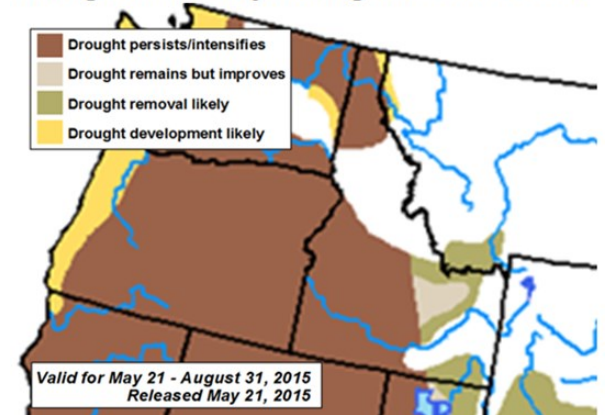 Drought persists/intensifies
Drought remains but improves
Drought removal likely
Drought development likely
Valid for May 21 - August 31, 2015
Released May 21, 2015